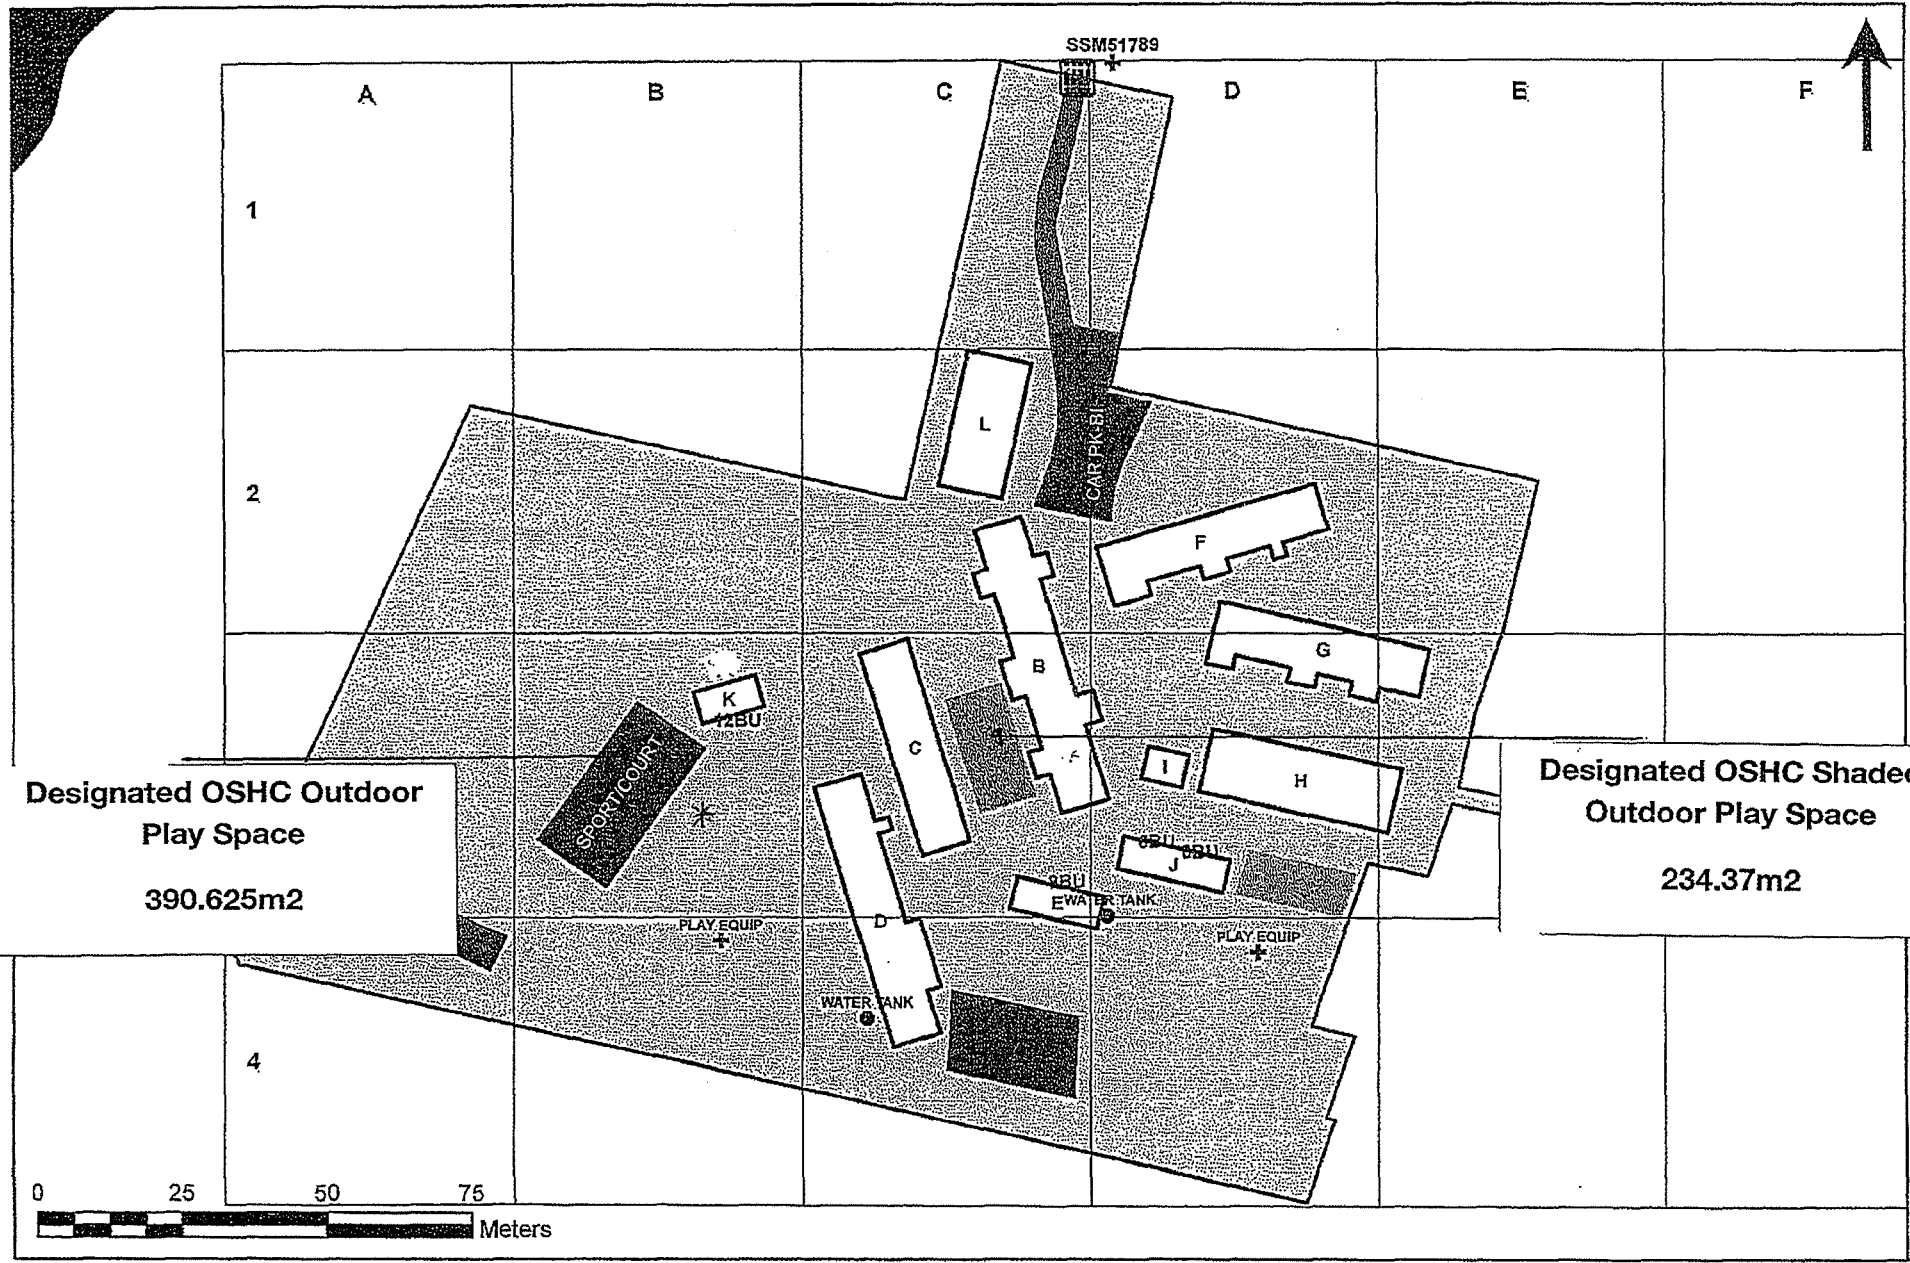 SSM51789
A B C D E F
1
2
L
CAR PK BI
F
B
G
K
12BU
C
SPORT/COURT
I
H
Designated OSHC Outdoor
Play Space
390.625m2
Designated OSHC Shaded
Outdoor Play Space
234.37m2
J
E
WATER TANK
D
PLAY EQUIP
PLAY EQUIP
WATER TANK
4
0 25 50 75
Meters